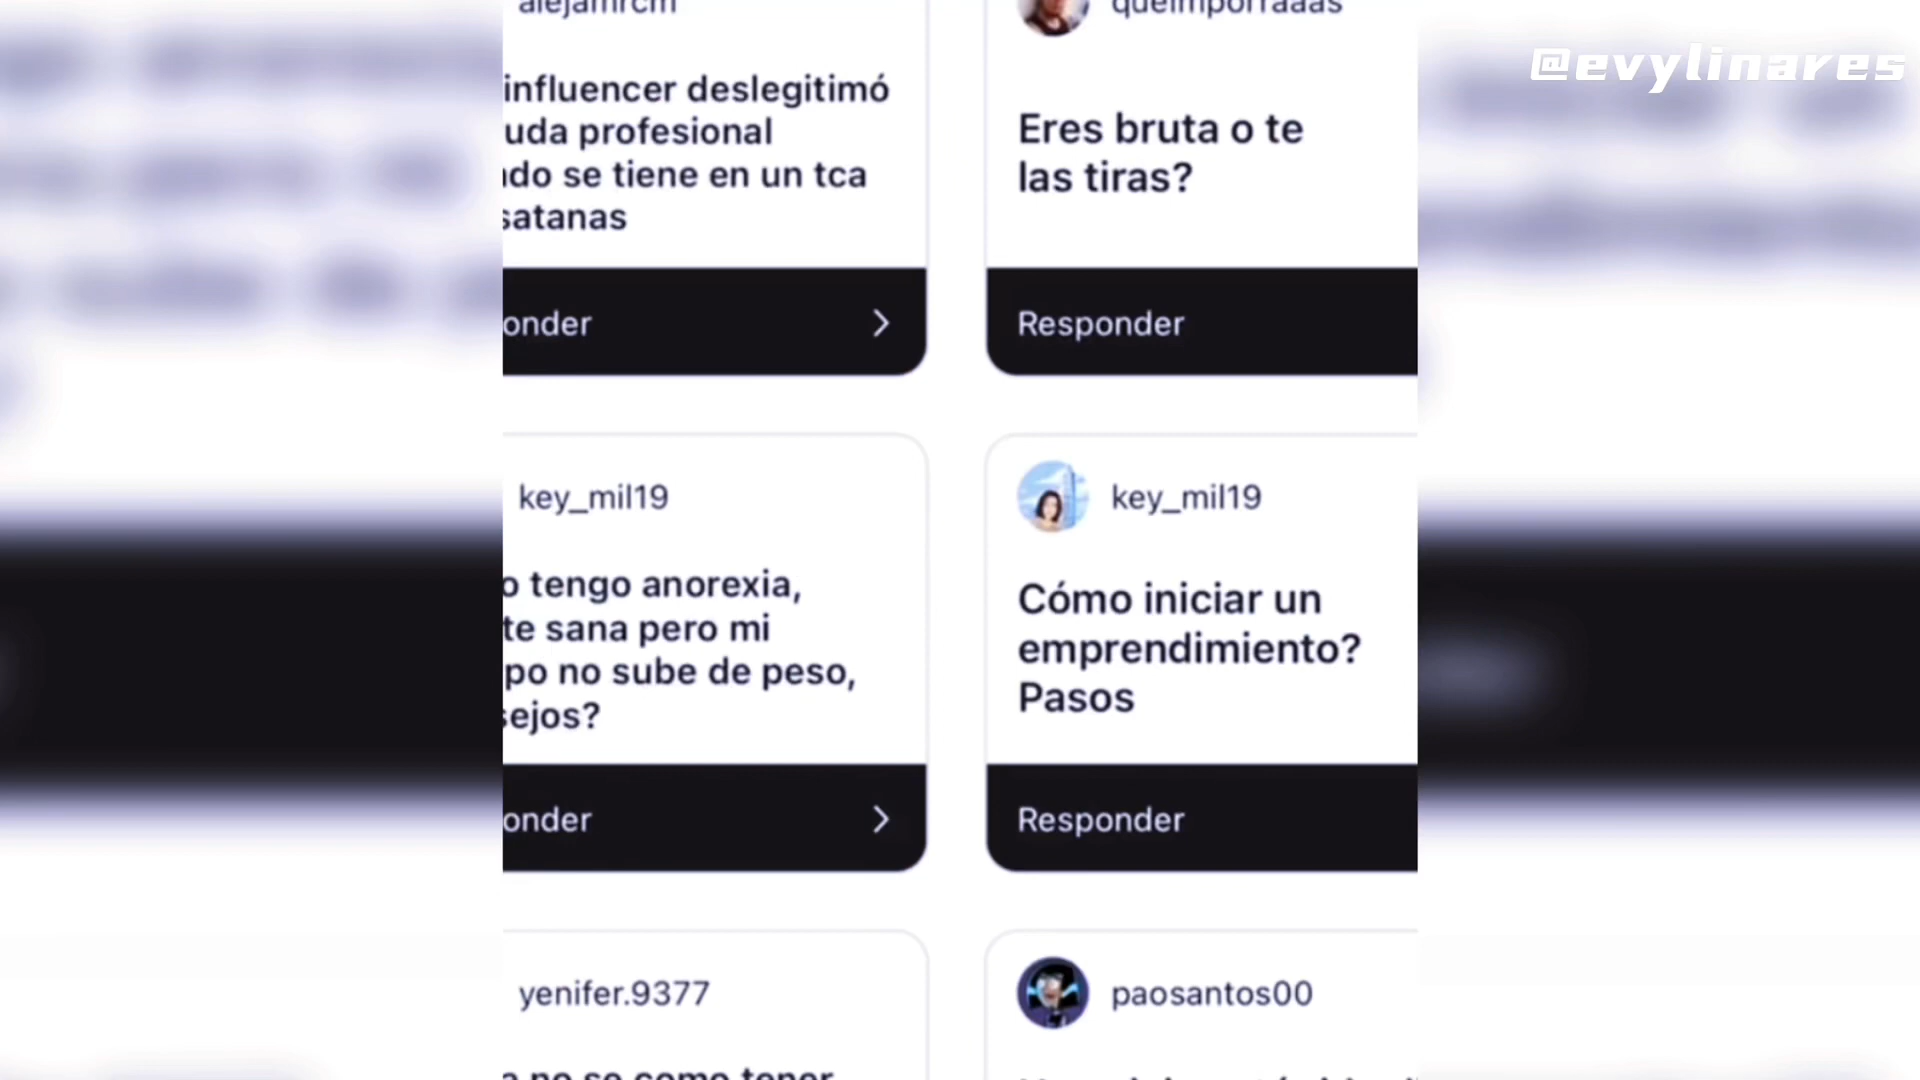 @evylinares
queimporraaas
influencer deslegitimó
profesional
se tiene en un tca
satanas
onder
Eres bruta o te
las tiras?
Responder
key_mil19
tengo anorexia,
te sana pero mi
po no sube de peso,
sejos?
onder
key_mil19
Cómo iniciar un
emprendimiento?
Pasos
Responder
yenifer.9377
paosantos00